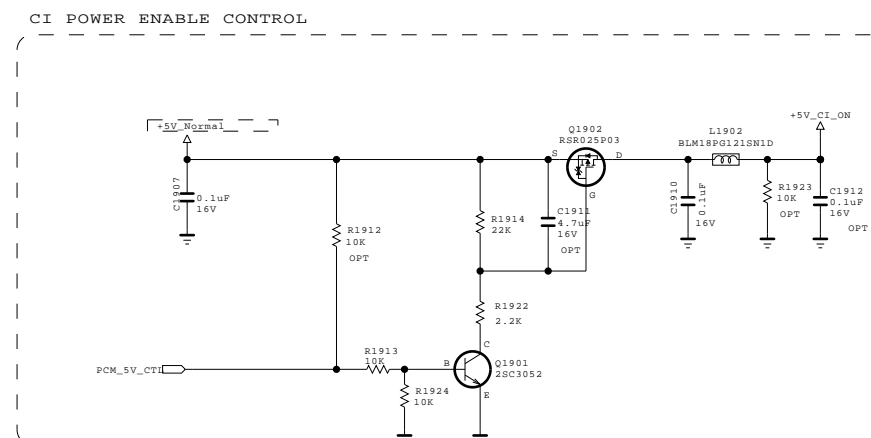 CI POWER ENABLE CONTROL
+5V_Normal
C1907
0.1uF
16V
R1912
10K
OPT
R1914
22K
C1911
4.7uF
16V
OPT
Q1902
RSR025P03
S
D
G
L1902
BLM18PG121SN1D
+5V_CI_ON
C1910
0.1uF
16V
R1923
10K
OPT
C1912
0.1uF
16V
OPT
R1922
2.2K
PCM_5V_CTL
R1913
10K
R1924
10K
B
C
E
Q1901
2SC3052